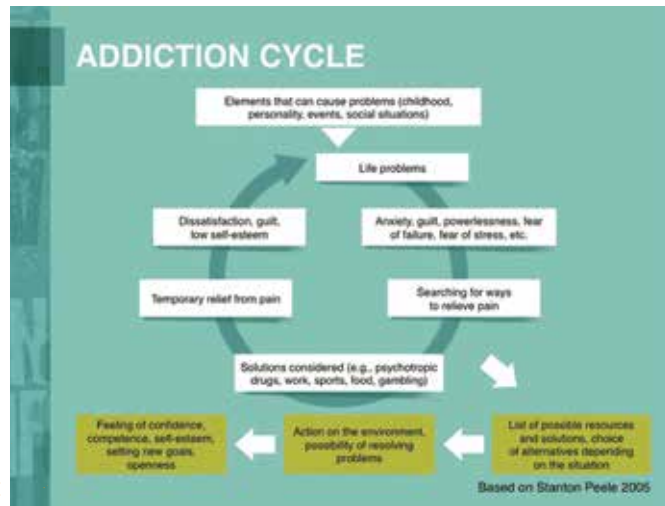 ADDICTION CYCLE
Elements that can cause problems (childhood,
personality, events, social situations)
Life problems
Anxiety, guilt, powerlessness, fear
of failure, fear of stress, etc.
Searching for ways
to relieve pain
Solutions considered (e.g., psychotropic
drugs, work, sports, food, gambling)
Temporary relief from pain
Dissatisfaction, guilt,
low self-esteem
List of possible resources
and solutions, choice
of alternatives depending
on the situation
Action on the environment,
possibility of resolving
problems
Feeling of confidence,
competence, self-esteem,
setting new goals,
openness
Based on Stanton Peele 2005